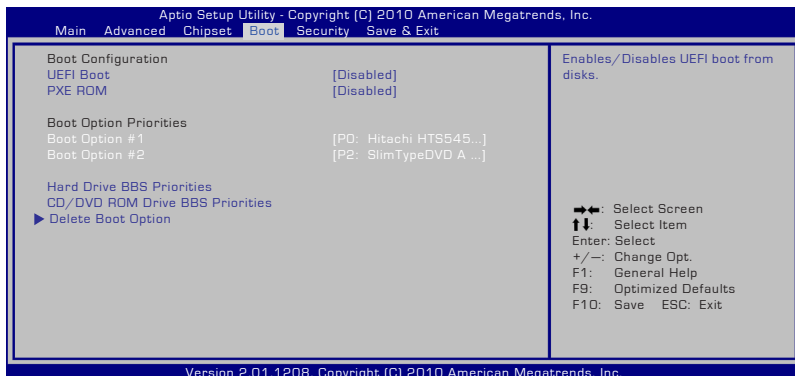 Aptio Setup Utility - Copyright (C) 2010 American Megatrends, Inc.
Main Advanced Chipset Boot Security Save & Exit
Boot Configuration
UEFI Boot [Disabled]
PXE ROM [Disabled]
Boot Option Priorities
Boot Option #1 [P0: Hitachi HTS545...]
Boot Option #2 [P2: SlimTypeDVD A ...]
Hard Drive BBS Priorities
CD/DVD ROM Drive BBS Priorities
Delete Boot Option
Enables/Disables UEFI boot from
disks.
: Select Screen
: Select Item
Enter: Select
+/—: Change Opt.
F1: General Help
F9: Optimized Defaults
F10: Save ESC: Exit
Version 2.01.1208. Copyright (C) 2010 American Megatrends, Inc.